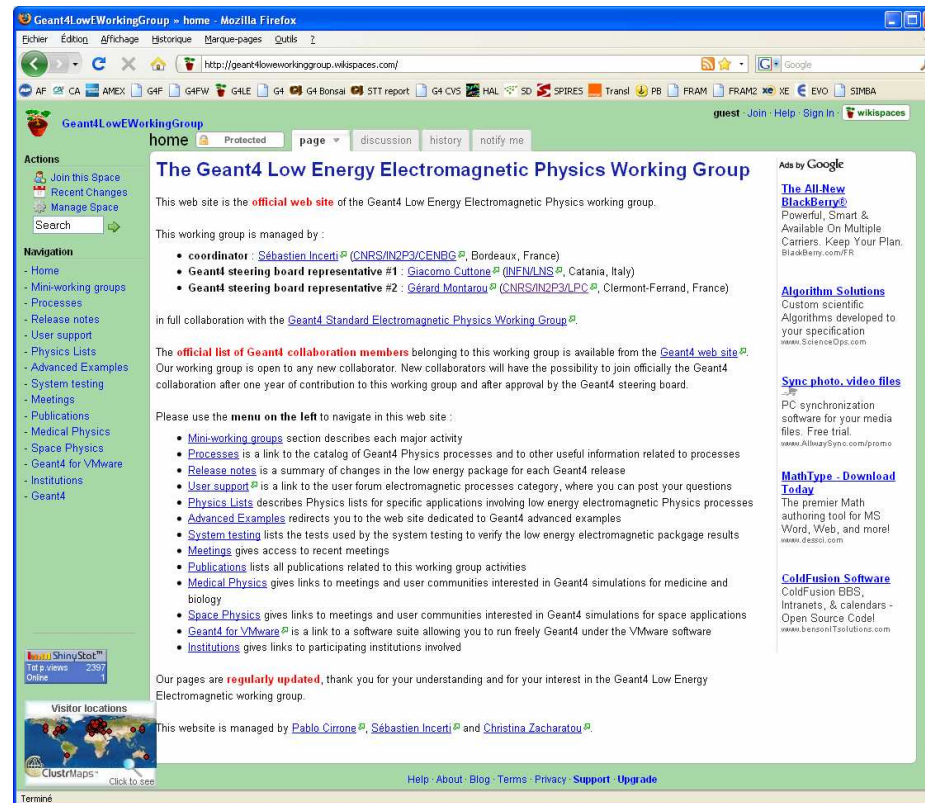 Geant4LowEWorkingGroup » home - Mozilla Firefox
Eichier Édition Affichage Historique Marque-pages Outils ?
http://geant4loweworkinggroup.wikispaces.com/
Google
AF CA AMEX G4F G4FW G4LE G4 G4 Bonsai STT report G4 CVS HAL SD SPIRES Transl PB FRAM FRAM2 XE EVO SIMBA
guest · Join · Help · Sign In · wikispaces
Geant4LowEWorkingGroup
home Protected page discussion history notify me
Actions
Join this Space
Recent Changes
Manage Space
Search
Navigation
- Home
- Mini-working groups
- Processes
- Release notes
- User support
- Physics Lists
- Advanced Examples
- System testing
- Meetings
- Publications
- Medical Physics
- Space Physics
- Geant4 for VMware
- Institutions
- Geant4
ShinyStat™
Tot p.views 2397
Online 1
Visitor locations
ClustrMaps™ Click to see
The Geant4 Low Energy Electromagnetic Physics Working Group
This web site is the official web site of the Geant4 Low Energy Electromagnetic Physics working group.
This working group is managed by :
• coordinator : Sébastien Incerti (CNRS/IN2P3/CENBG, Bordeaux, France)
• Geant4 steering board representative #1 : Giacomo Cuttone (INFN/LNS, Catania, Italy)
• Geant4 steering board representative #2 : Gérard Montarou (CNRS/IN2P3/LPC, Clermont-Ferrand, France)
in full collaboration with the Geant4 Standard Electromagnetic Physics Working Group.
The official list of Geant4 collaboration members belonging to this working group is available from the Geant4 web site.
Our working group is open to any new collaborator. New collaborators will have the possibility to join officially the Geant4
collaboration after one year of contribution to this working group and after approval by the Geant4 steering board.
Please use the menu on the left to navigate in this web site :
• Mini-working groups section describes each major activity
• Processes is a link to the catalog of Geant4 Physics processes and to other useful information related to processes
• Release notes is a summary of changes in the low energy package for each Geant4 release
• User support is a link to the user forum electromagnetic processes category, where you can post your questions
• Physics Lists describes Physics lists for specific applications involving low energy electromagnetic Physics processes
• Advanced Examples redirects you to the web site dedicated to Geant4 advanced examples
• System testing lists the tests used by the system testing to verify the low energy electromagnetic packgage results
• Meetings gives access to recent meetings
• Publications lists all publications related to this working group activities
• Medical Physics gives links to meetings and user communities interested in Geant4 simulations for medicine and
biology
• Space Physics gives links to meetings and user communities interested in Geant4 simulations for space applications
• Geant4 for VMware is a link to a software suite allowing you to run freely Geant4 under the VMware software
• Institutions gives links to participating institutions involved
Our pages are regularly updated, thank you for your understanding and for your interest in the Geant4 Low Energy
Electromagnetic working group.
This website is managed by Pablo Cirrone, Sébastien Incerti and Christina Zacharatou.
Ads by Google
The All-New
BlackBerry®
Powerful, Smart &
Available On Multiple
Carriers. Keep Your Plan.
BlackBerry.com/FR
Algorithm Solutions
Custom scientific
Algorithms developed to
your specification
www.ScienceOps.com
Sync photo, video files
PC synchronization
software for your media
files. Free trial.
www.AllwaySync.com/promo
MathType - Download
Today
The premier Math
authoring tool for MS
Word, Web, and more!
www.dessci.com
ColdFusion Software
ColdFusion BBS,
Intranets, & calendars -
Open Source Code!
www.bensonITsolutions.com
Help · About · Blog · Terms · Privacy · Support · Upgrade
Terminé